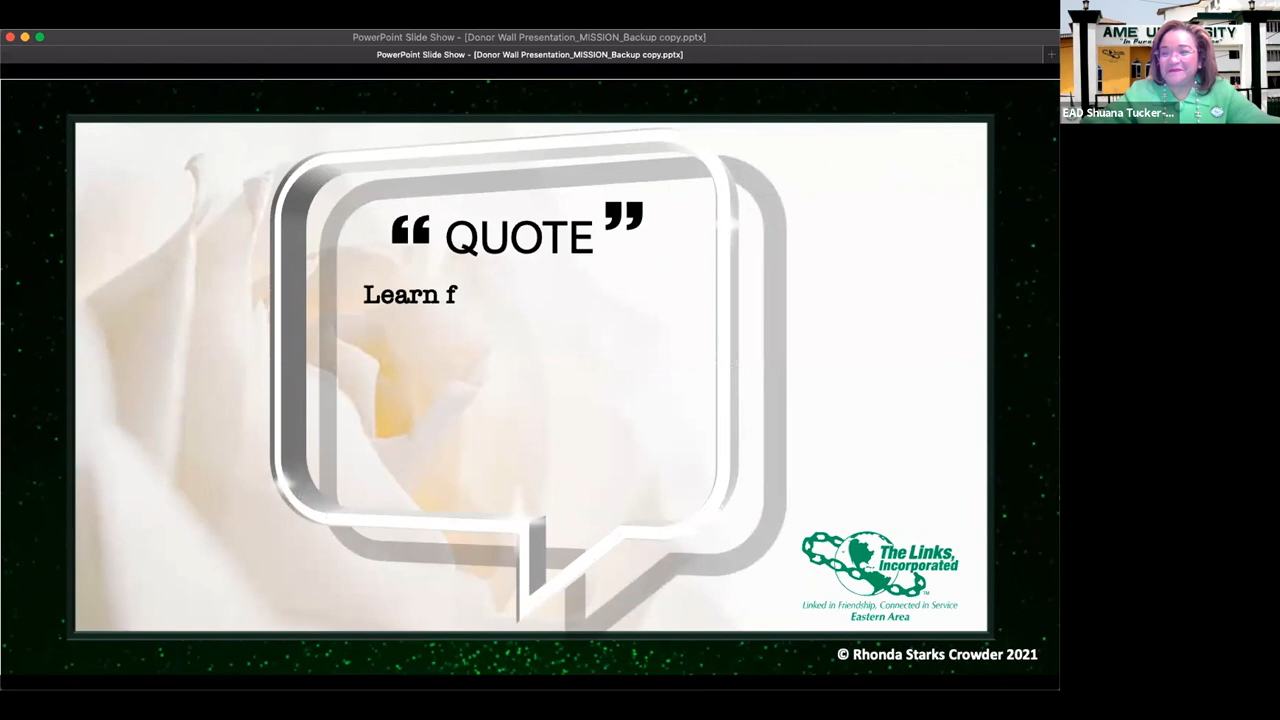 PowerPoint Slide Show - [Donor Wall Presentation_MISSION_Backup copy.pptx]
PowerPoint Slide Show - [Donor Wall Presentation_MISSION_Backup copy.pptx]
AME U
SITY
EAD Shuana Tucker-...
“ QUOTE ”
Learn f
The Links,
Incorporated
TM
Linked in Friendship, Connected in Service
Eastern Area
© Rhonda Starks Crowder 2021